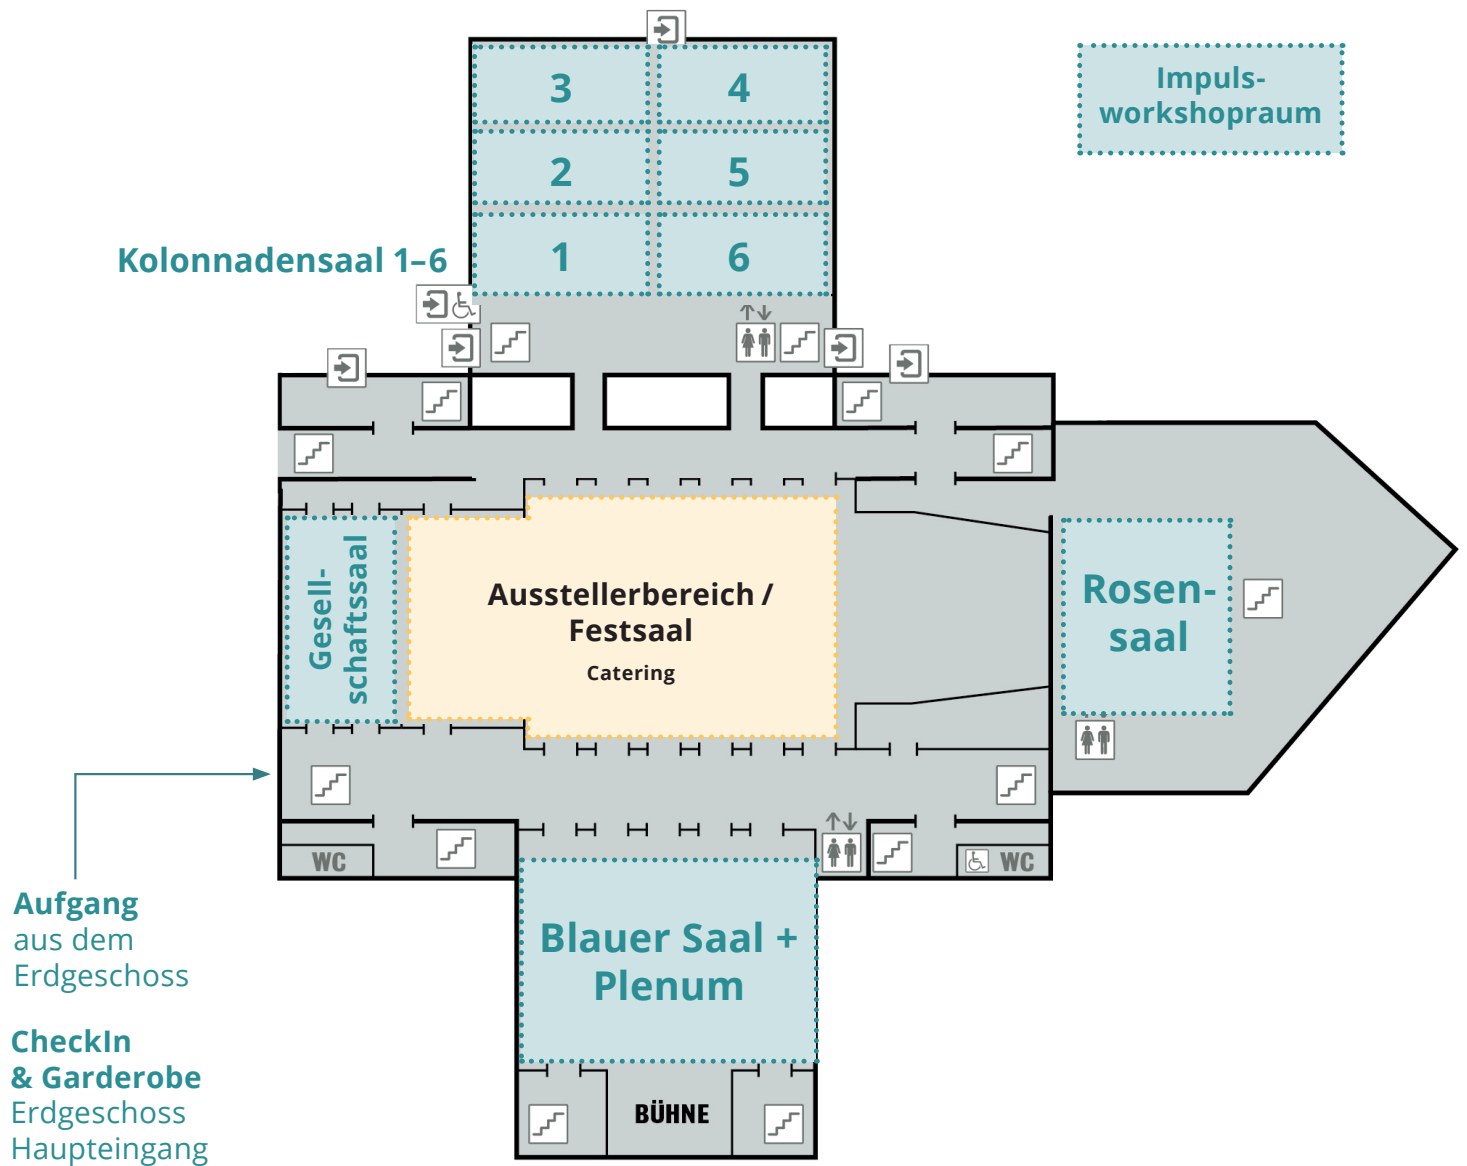 3
4
Impuls-
workshopraum
2
5
Kolonnadensaal 1–6
1
6
Gesell-
schaftssaal
Ausstellerbereich /
Festsaal
Catering
Rosen-
saal
WC
WC
Aufgang
aus dem
Erdgeschoss
Blauer Saal +
Plenum
CheckIn
& Garderobe
Erdgeschoss
Haupteingang
BÜHNE